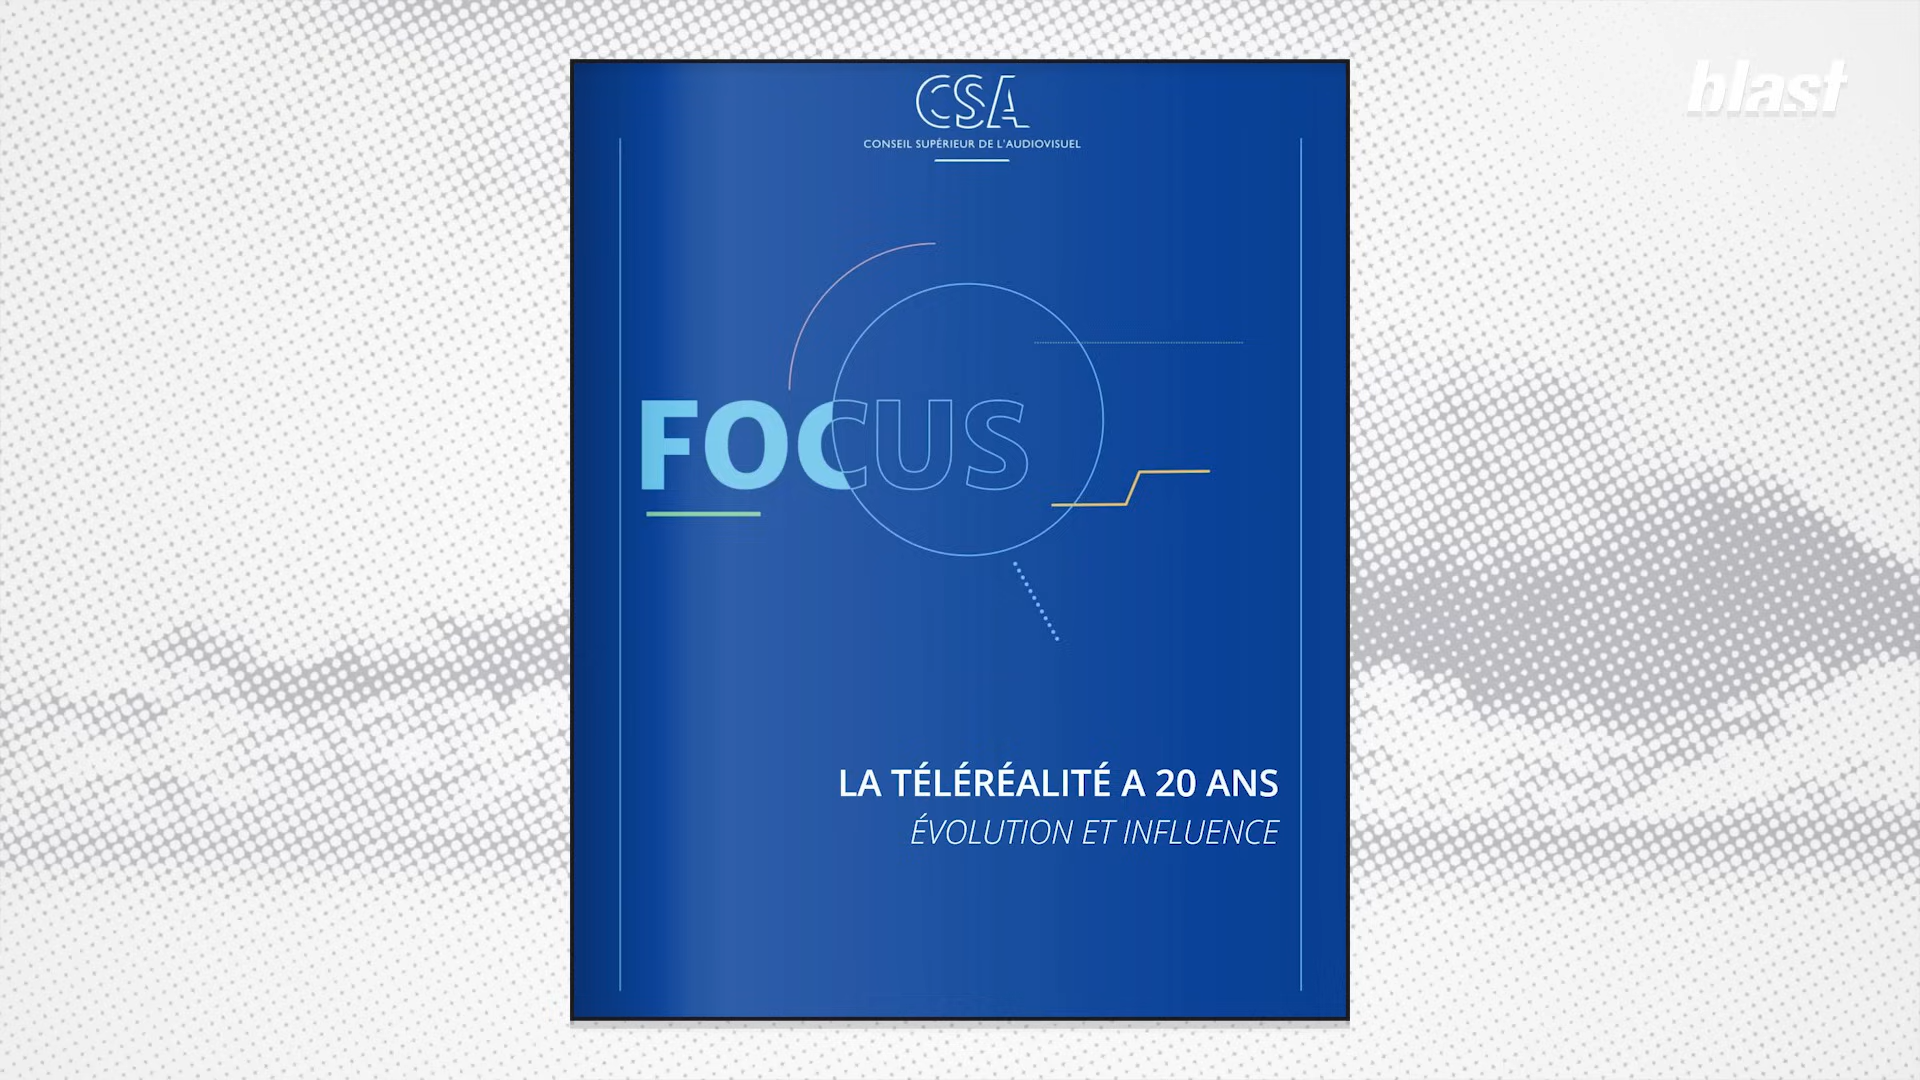 blast
CSA
CONSEIL SUPÉRIEUR DE L'AUDIOVISUEL
FOCUS
LA TÉLÉRÉALITÉ A 20 ANS
ÉVOLUTION ET INFLUENCE